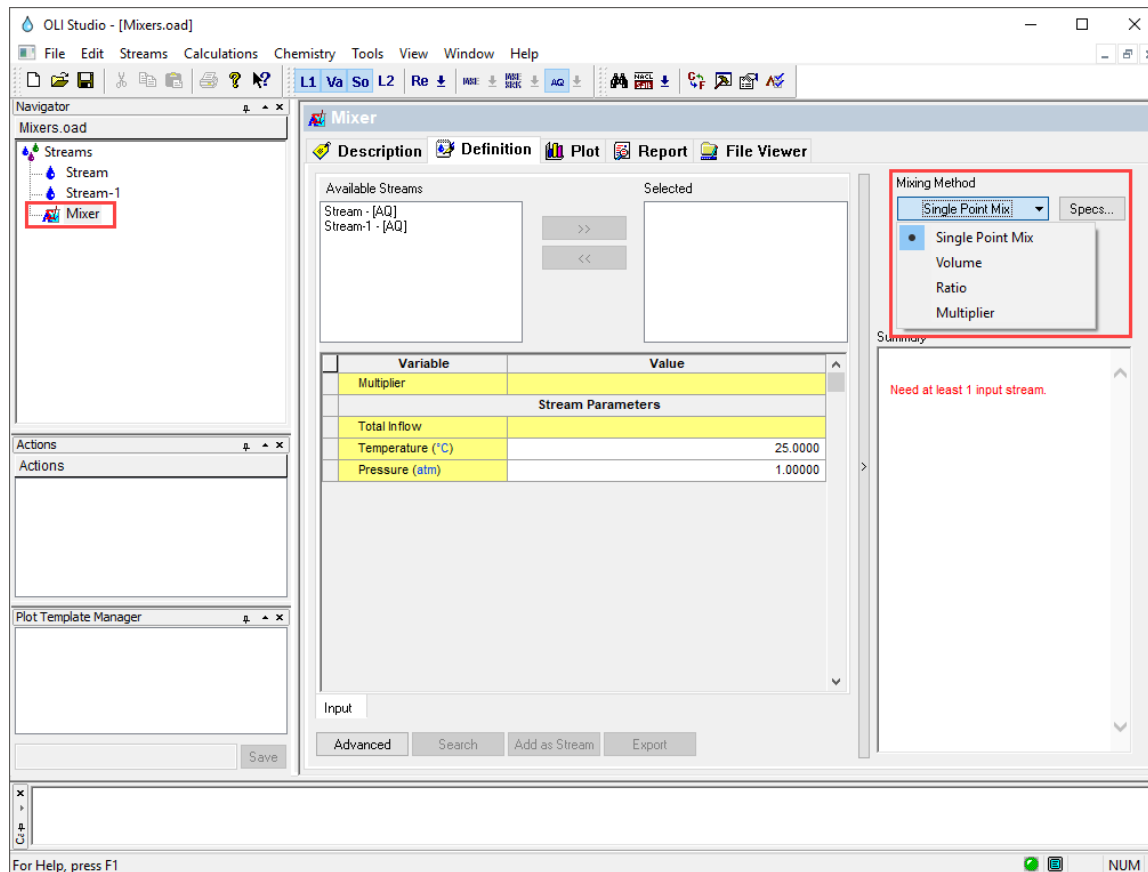 OLI Studio - [Mixers.oad]
File Edit Streams Calculations Chemistry Tools View Window Help
L1 Va So L2 Re MSE MSE SRK AQ
Navigator
Mixers.oad
Streams
Stream
Stream-1
Mixer
Actions
Actions
Plot Template Manager
Save
Mixer
Description Definition Plot Report File Viewer
Available Streams Selected
Stream - [AQ]
Stream-1 - [AQ]
>>
<<
Variable Value
Multiplier
Stream Parameters
Total Inflow
Temperature (°C) 25.0000
Pressure (atm) 1.00000
Input
Advanced Search Add as Stream Export
Mixing Method
Single Point Mix Specs...
Single Point Mix
Volume
Ratio
Multiplier
Summary
Need at least 1 input stream.
For Help, press F1 NUM